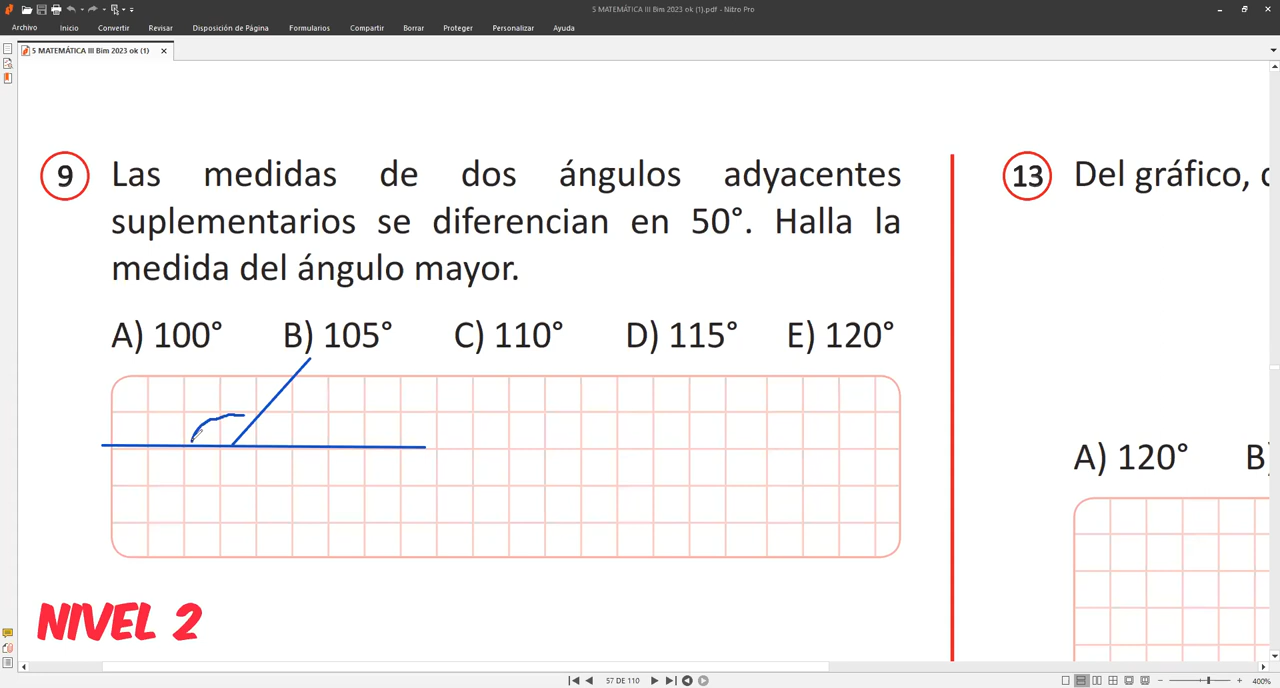 5 MATEMÁTICA III Bim 2023 ok (1).pdf - Nitro Pro
Archivo Inicio Convertir Revisar Disposición de Página Formularios Compartir Borrar Proteger Personalizar Ayuda
5 MATEMÁTICA III Bim 2023 ok (1)
9 Las medidas de dos ángulos adyacentes
suplementarios se diferencian en 50°. Halla la
medida del ángulo mayor.
A) 100° B) 105° C) 110° D) 115° E) 120°
NIVEL 2
13 Del gráfico, c
A) 120° B)
57 DE 110
400%